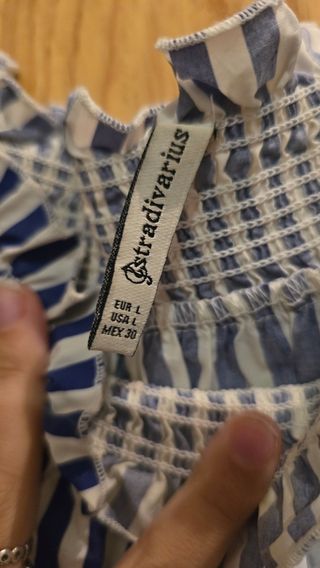 stradivarius
EUR L
USA L
MEX 30